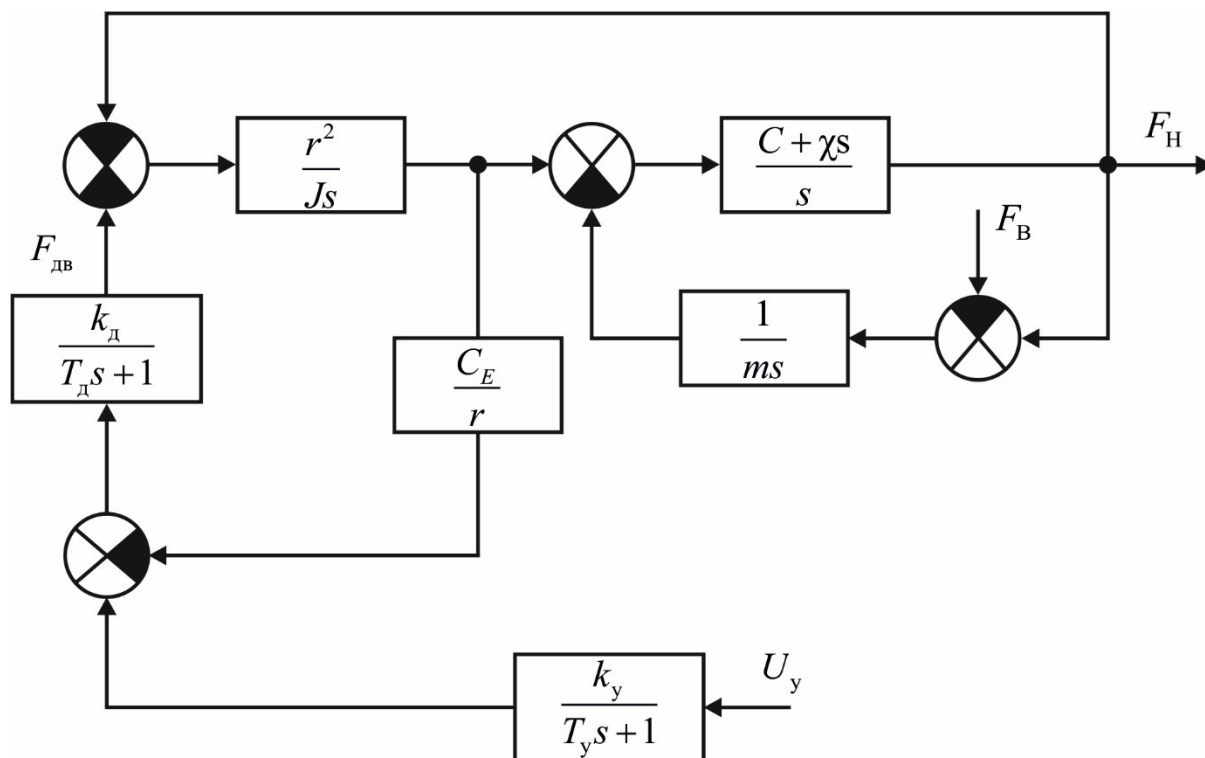 r²
Js
C + χs
s
F_Н
F_В
F_дв
k_д
T_д s + 1
1
ms
C_E
r
k_у
T_у s + 1
U_у